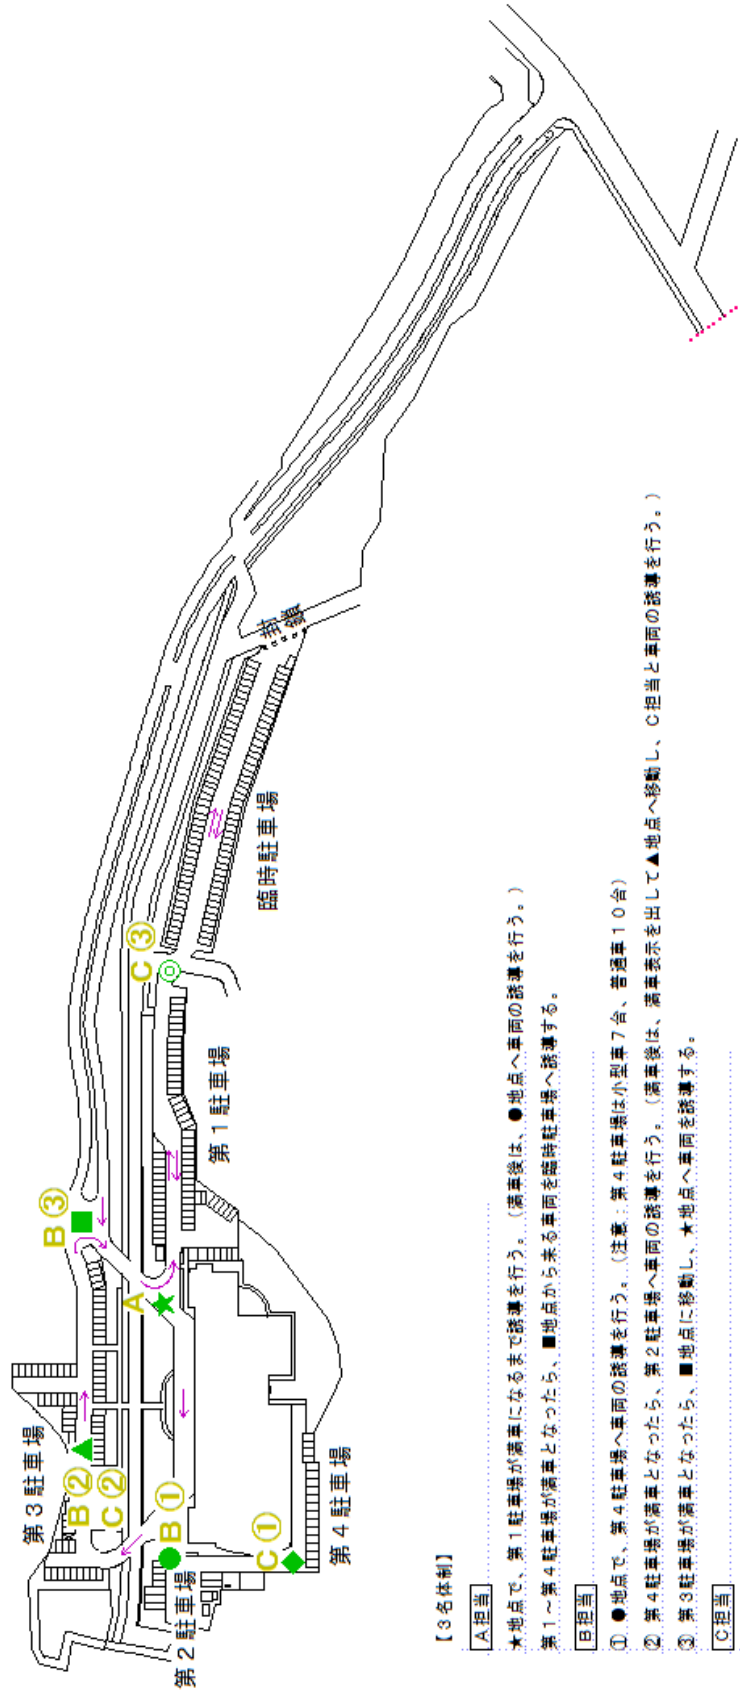 第3駐車場
B②
C②
B③
A
B①
C①
C③
第2駐車場
第4駐車場
第1駐車場
臨時駐車場
封鎖
【3名体制】
A担当
★地点で、第1駐車場が満車になるまで誘導を行う。（満車後は、●地点へ車両の誘導を行う。）
第1～第4駐車場が満車となったら、■地点から来る車両を臨時駐車場へ誘導する。
B担当
① ●地点で、第4駐車場へ車両の誘導を行う。（注意：第4駐車場は小型車7台、普通車10台）
② 第4駐車場が満車となったら、第2駐車場へ車両の誘導を行う。（満車後は、満車表示を出して▲地点へ移動し、C担当と車両の誘導を行う。）
③ 第3駐車場が満車となったら、■地点に移動し、★地点へ車両を誘導する。
C担当